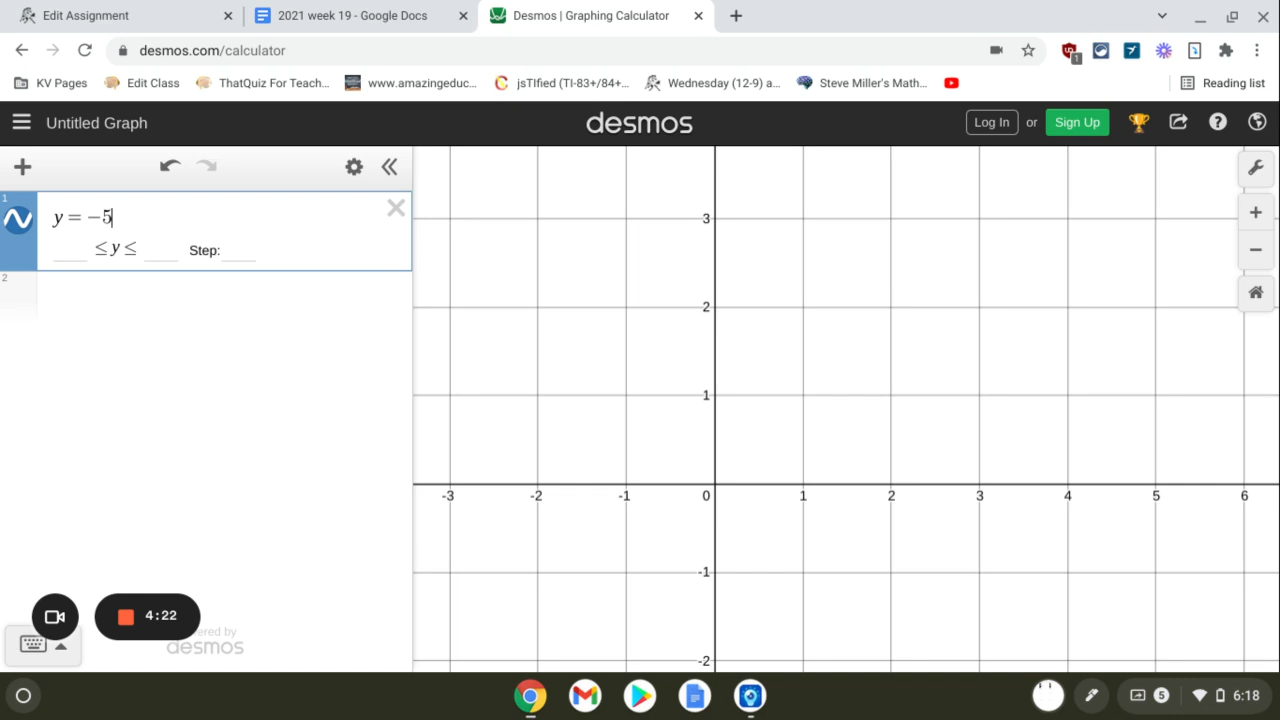 Edit Assignment
2021 week 19 - Google Docs
Desmos | Graphing Calculator
desmos.com/calculator
1
KV Pages
Edit Class
ThatQuiz For Teach...
www.amazingeduc...
jsTIfied (TI-83+/84+...
Wednesday (12-9) a...
Steve Miller's Math...
Reading list
Untitled Graph
desmos
Log In or Sign Up
1
y = −5
≤ y ≤ Step:
2
3
2
1
-3 -2 -1 0 1 2 3 4 5 6
-1
-2
4:22
ered by
desmos
5
6:18